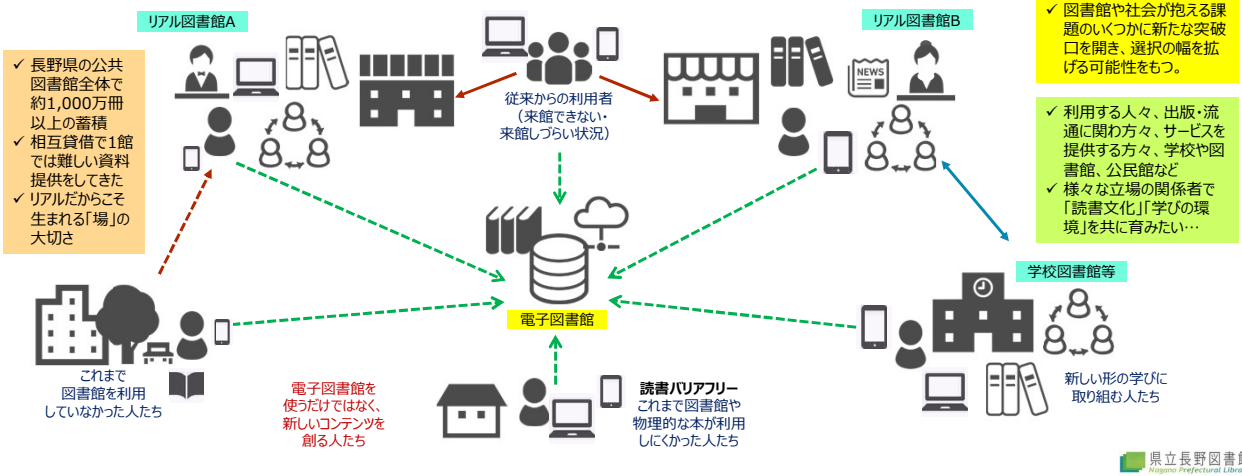 リアル図書館A
リアル図書館B
✓ 図書館や社会が抱える課
題のいくつかに新たな突破
口を開き、選択の幅を拡
げる可能性をもつ。
✓ 長野県の公共
図書館全体で
約1,000万冊
以上の蓄積
✓ 相互貸借で1館
では難しい資料
提供をしてきた
✓ リアルだからこそ
生まれる「場」の
大切さ
従来からの利用者
（来館できない・
来館しづらい状況）
NEWS
✓ 利用する人々、出版・流
通に関わ方々、サービスを
提供する方々、学校や図
書館、公民館など
✓ 様々な立場の関係者で
「読書文化」「学びの環
境」を共に育みたい…
学校図書館等
電子図書館
これまで
図書館を利用
していなかった人たち
電子図書館を
使うだけではなく、
新しいコンテンツを
創る人たち
読書バリアフリー
これまで図書館や
物理的な本が利用
しにくかった人たち
新しい形の学びに
取り組む人たち
県立長野図書館
Nagano Prefectural Libra